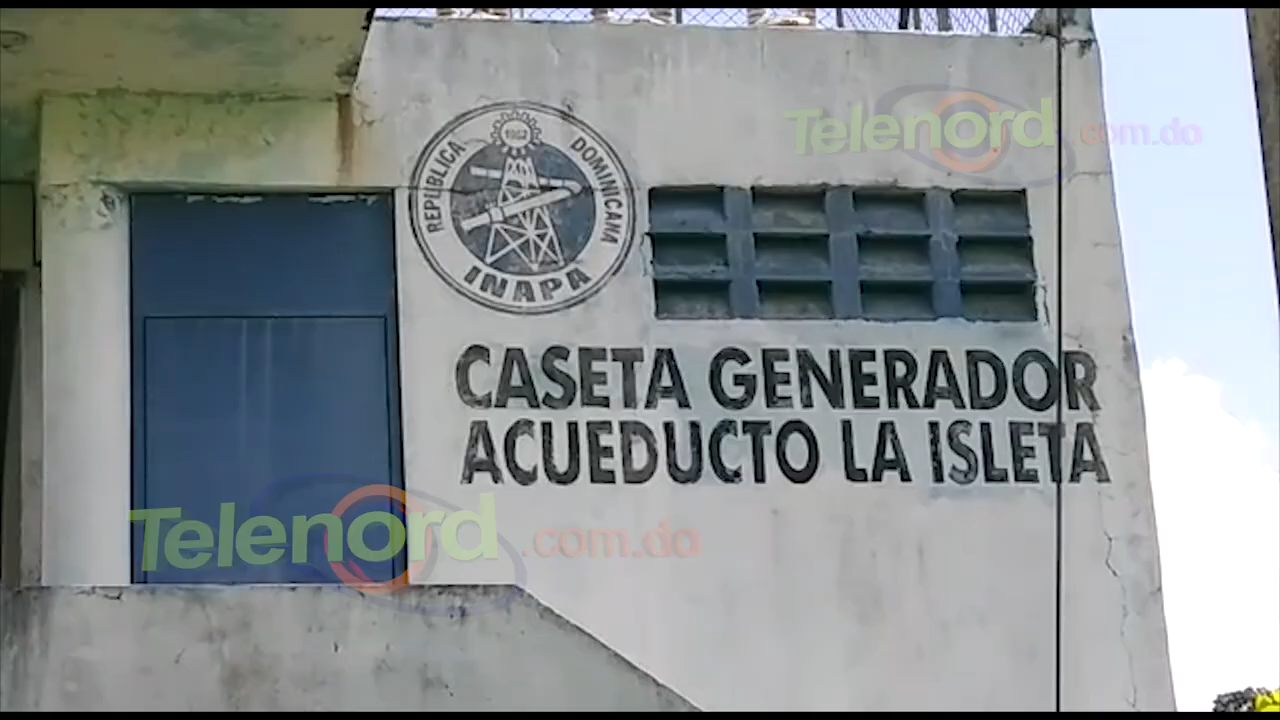 Telenord.com.do
1962
REPUBLICA DOMINICANA
INAPA
CASETA GENERADOR
ACUEDUCTO LA ISLETA
Telenord.com.do